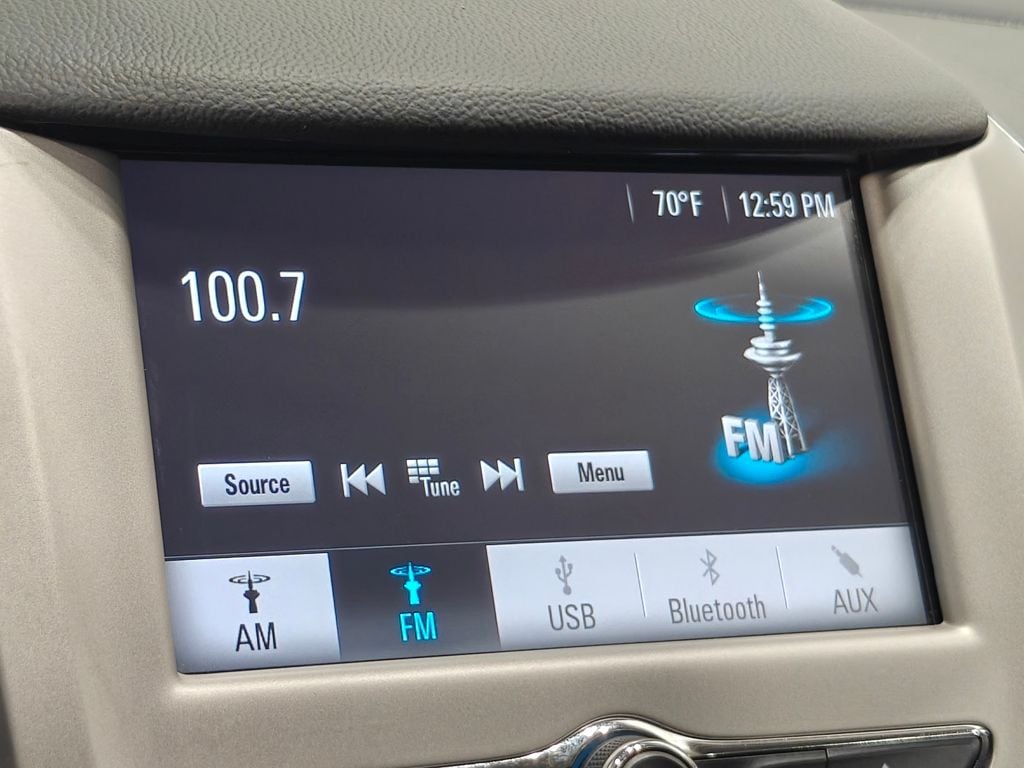 70°F 12:59 PM
100.7
FM
Source Tune Menu
AM FM USB Bluetooth AUX